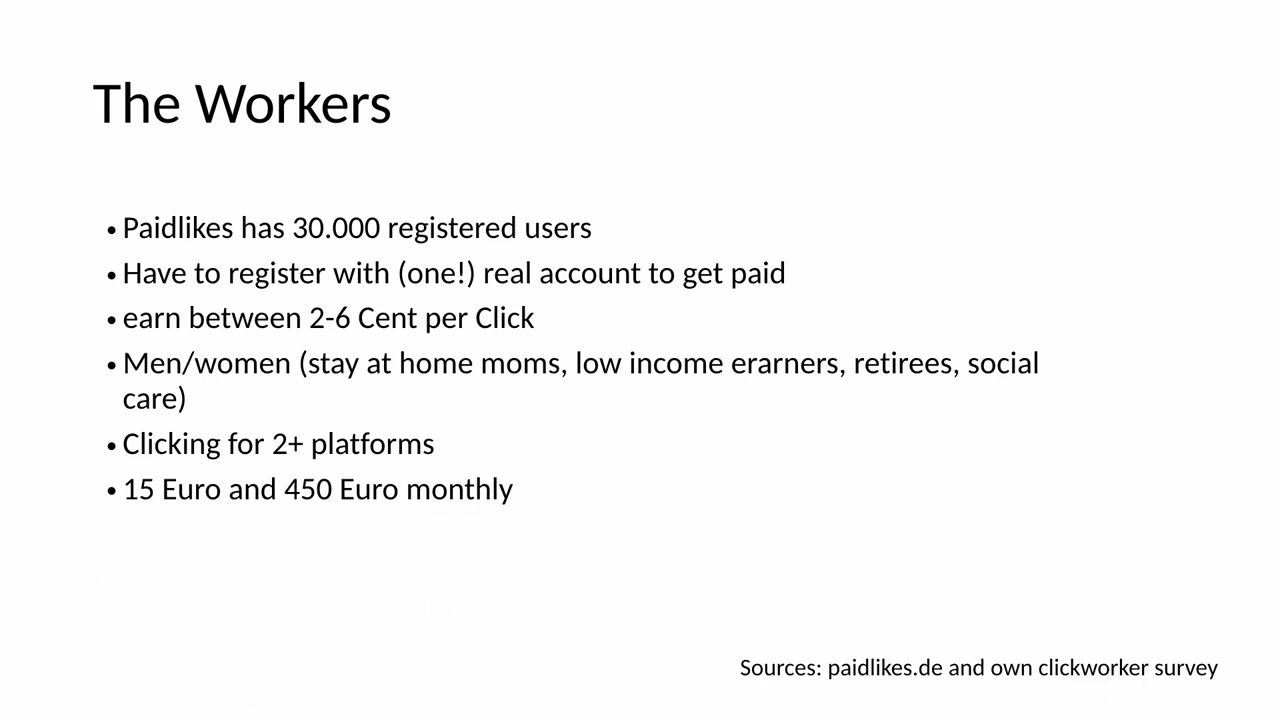 The Workers
• Paidlikes has 30.000 registered users
• Have to register with (one!) real account to get paid
• earn between 2-6 Cent per Click
• Men/women (stay at home moms, low income erarners, retirees, social
care)
• Clicking for 2+ platforms
• 15 Euro and 450 Euro monthly
Sources: paidlikes.de and own clickworker survey